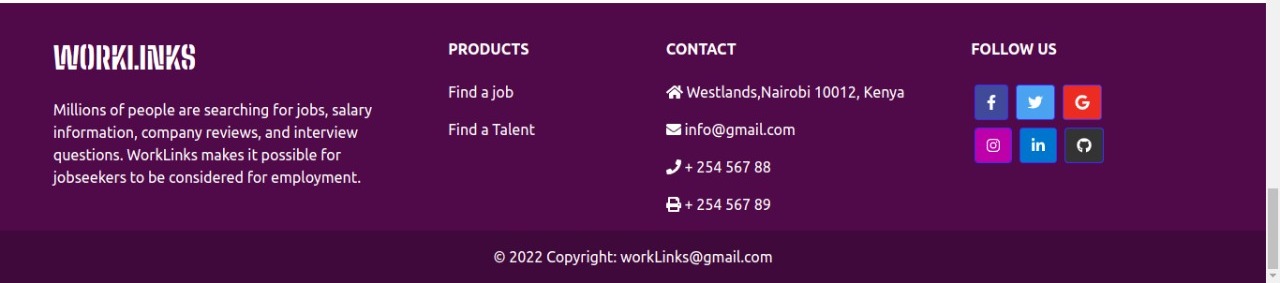 WORKLINKS
Millions of people are searching for jobs, salary
information, company reviews, and interview
questions. WorkLinks makes it possible for
jobseekers to be considered for employment.
PRODUCTS
Find a job
Find a Talent
CONTACT
Westlands,Nairobi 10012, Kenya
info@gmail.com
+ 254 567 88
+ 254 567 89
FOLLOW US
© 2022 Copyright: workLinks@gmail.com